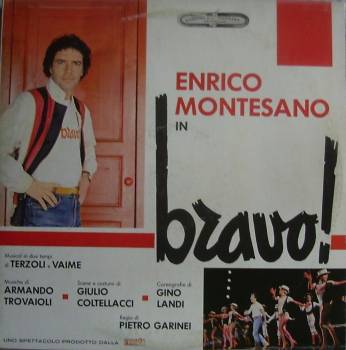 ENRICO
MONTESANO
IN
bravo!
bravo!
Musical in due tempi
di TERZOLI e VAIME
Musiche di
ARMANDO
TROVAIOLI
Scene e costumi di
GIULIO
COLTELLACCI
Coreografie di
GINO
LANDI
Regia di
PIETRO GARINEI
UNO SPETTACOLO PRODOTTO DALLA